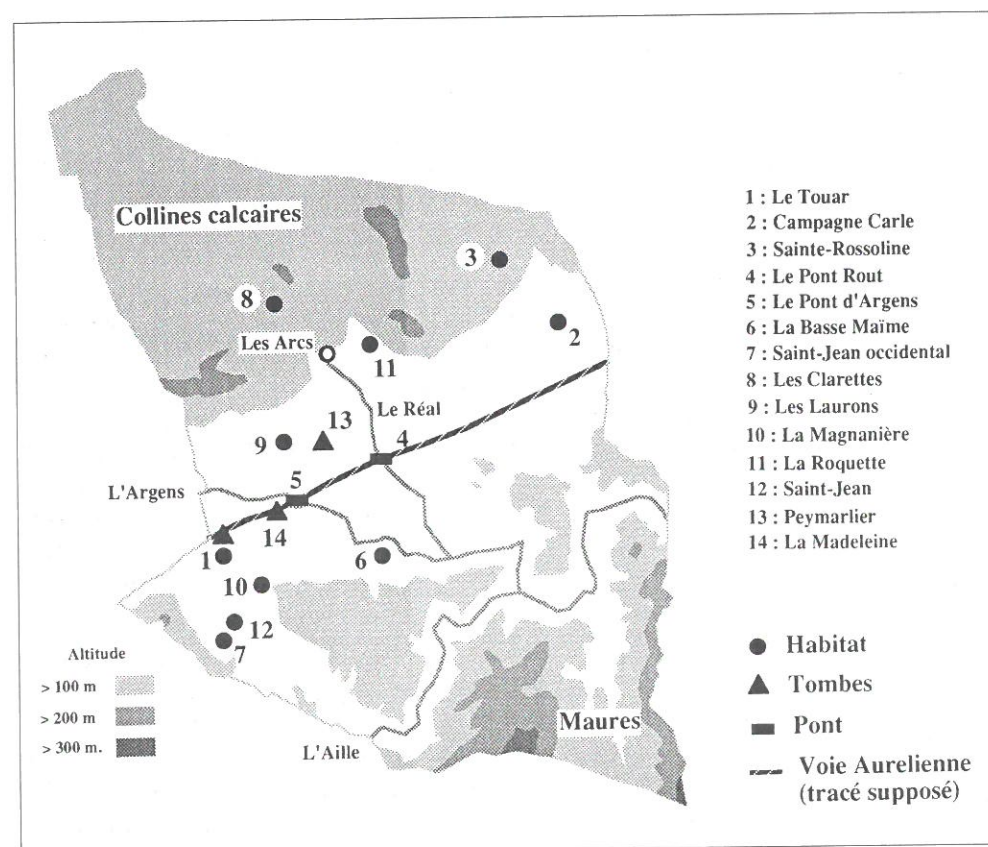 Collines calcaires
3
8
2
Les Arcs
11
Le Réal
13
4
9
5
L'Argens
14
1
6
10
12
7
Altitude
> 100 m
> 200 m
> 300 m.
Maures
L'Aille
1 : Le Touar
2 : Campagne Carle
3 : Sainte-Rossoline
4 : Le Pont Rout
5 : Le Pont d'Argens
6 : La Basse Maïme
7 : Saint-Jean occidental
8 : Les Clarettes
9 : Les Laurons
10 : La Magnanière
11 : La Roquette
12 : Saint-Jean
13 : Peymarlier
14 : La Madeleine
Habitat
Tombes
Pont
Voie Aurelienne
(tracé supposé)